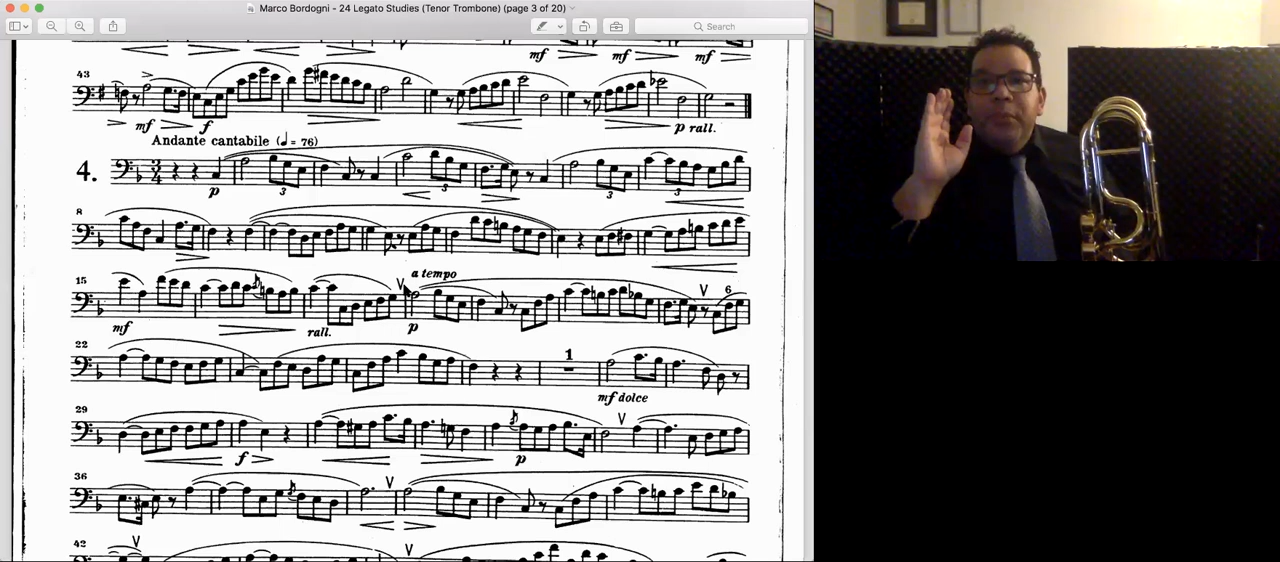 Marco Bordogni - 24 Legato Studies (Tenor Trombone) (page 3 of 20)
Search
mf mf mf
43
mf f p rall.
Andante cantabile (♩ = 76)
4.
3 4
p 3 3 3 3
8
15
a tempo
6
mf rall. p
22
1
mf dolce
29
f p
36
42